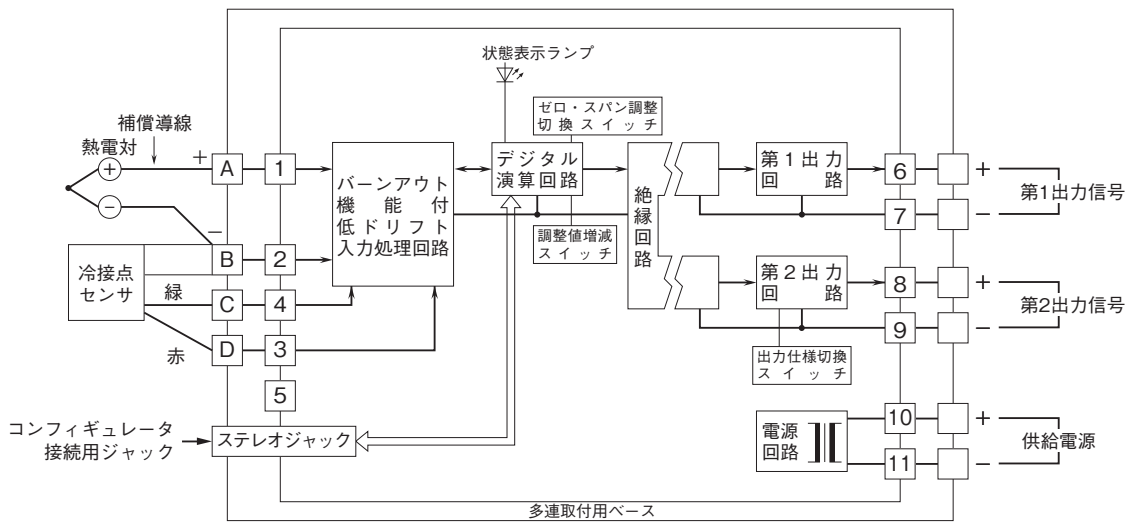 状態表示ランプ
ゼロ・スパン調整
切換スイッチ
補償導線
熱電対
+
−
+
−
A
B
C
D
1
2
4
3
5
バーンアウト
機能付
低ドリフト
入力処理回路
デジタル
演算回路
調整値増減
スイッチ
絶縁回路
第1出力
回路
6
7
+
−
第1出力信号
冷接点
センサ
緑
赤
第2出力
回路
8
9
+
−
第2出力信号
出力仕様切換
スイッチ
コンフィギュレータ
接続用ジャック
ステレオジャック
電源
回路
10
11
+
−
供給電源
多連取付用ベース